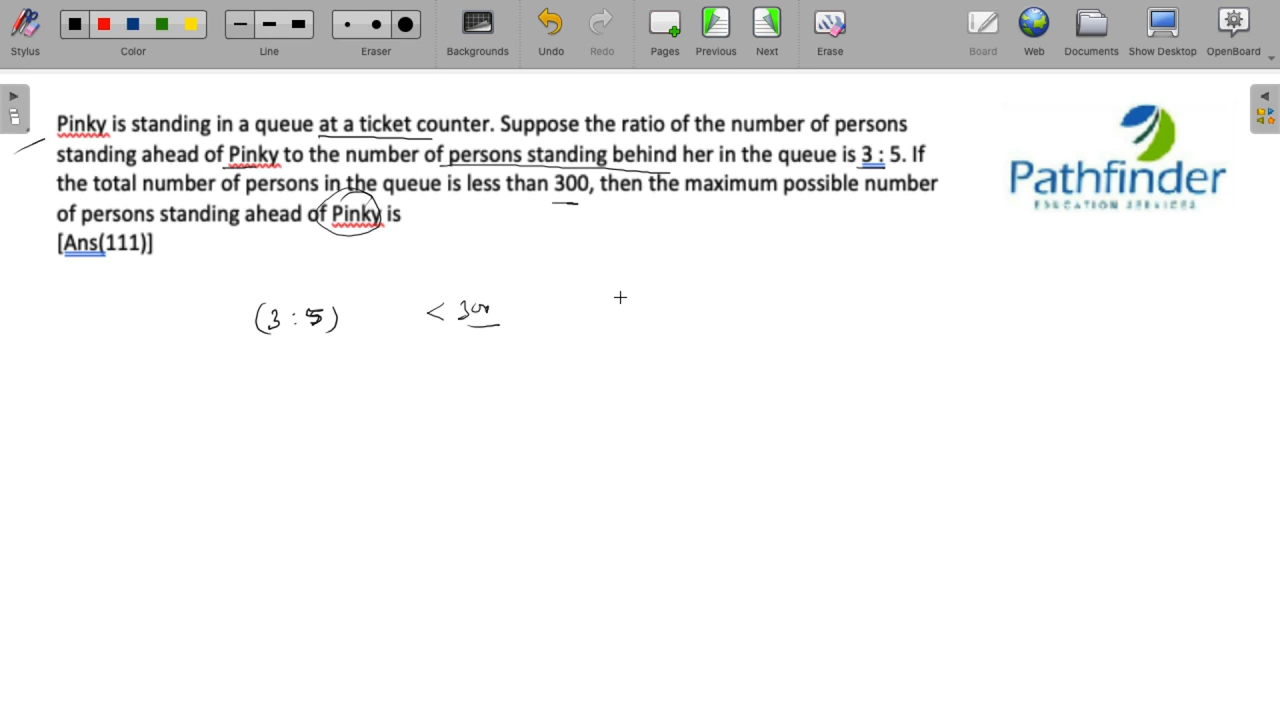 Stylus Color Line Eraser Backgrounds Undo Redo Pages Previous Next Erase Board Web Documents Show Desktop OpenBoard
Pinky is standing in a queue at a ticket counter. Suppose the ratio of the number of persons
standing ahead of Pinky to the number of persons standing behind her in the queue is 3 : 5. If
the total number of persons in the queue is less than 300, then the maximum possible number
of persons standing ahead of Pinky is
[Ans(111)]
Pathfinder
EDUCATION SERVICES
(3 : 5) < 300